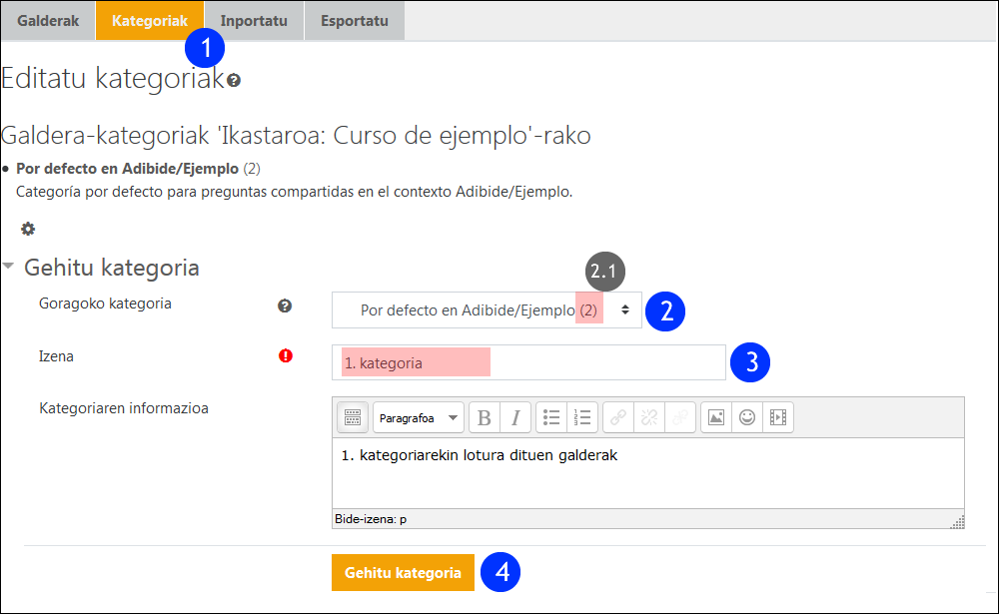 Galderak Kategoriak Inportatu Esportatu
1
Editatu kategoriak
Galdera-kategoriak 'Ikastaroa: Curso de ejemplo'-rako
Por defecto en Adibide/Ejemplo (2)
Categoría por defecto para preguntas compartidas en el contexto Adibide/Ejemplo.
Gehitu kategoria
2.1
Goragoko kategoria ? Por defecto en Adibide/Ejemplo (2) 2
Izena ! 1. kategoria 3
Kategoriaren informazioa
Paragrafoa B I
1. kategoriarekin lotura dituen galderak
Bide-izena: p
Gehitu kategoria 4